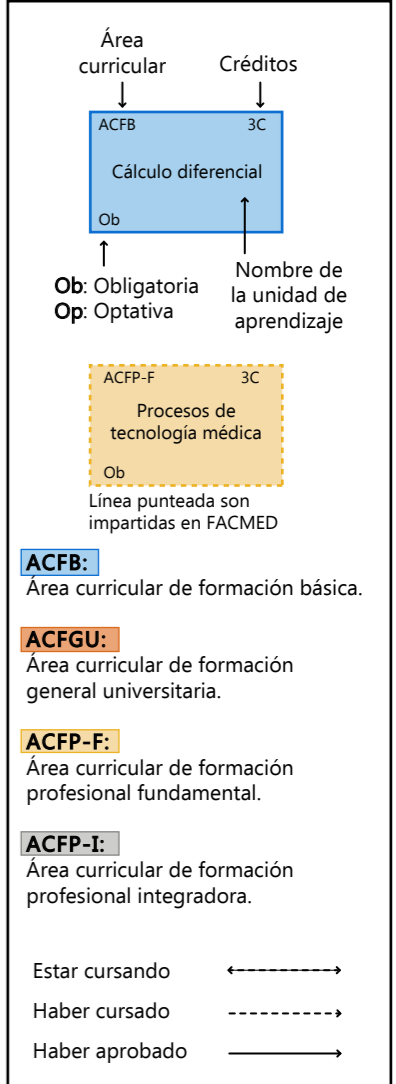 Área
curricular
Créditos
ACFB 3C
Cálculo diferencial
Ob
Ob: Obligatoria
Op: Optativa
Nombre de
la unidad de
aprendizaje
ACFP-F 3C
Procesos de
tecnología médica
Ob
Línea punteada son
impartidas en FACMED
ACFB:
Área curricular de formación básica.
ACFGU:
Área curricular de formación
general universitaria.
ACFP-F:
Área curricular de formación
profesional fundamental.
ACFP-I:
Área curricular de formación
profesional integradora.
Estar cursando
Haber cursado
Haber aprobado